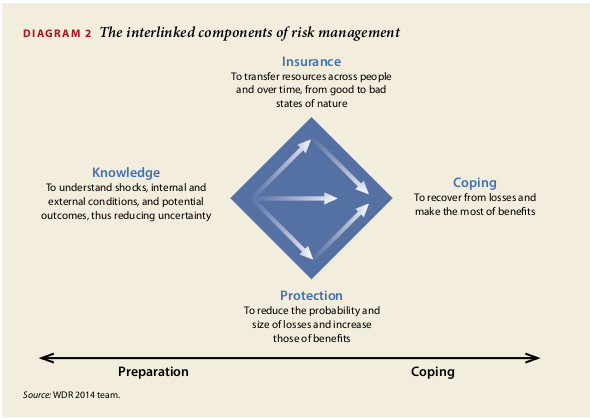 DIAGRAM 2 The interlinked components of risk management
Insurance
To transfer resources across people
and over time, from good to bad
states of nature
Knowledge
To understand shocks, internal and
external conditions, and potential
outcomes, thus reducing uncertainty
Coping
To recover from losses and
make the most of benefits
Protection
To reduce the probability and
size of losses and increase
those of benefits
Preparation
Coping
Source: WDR 2014 team.